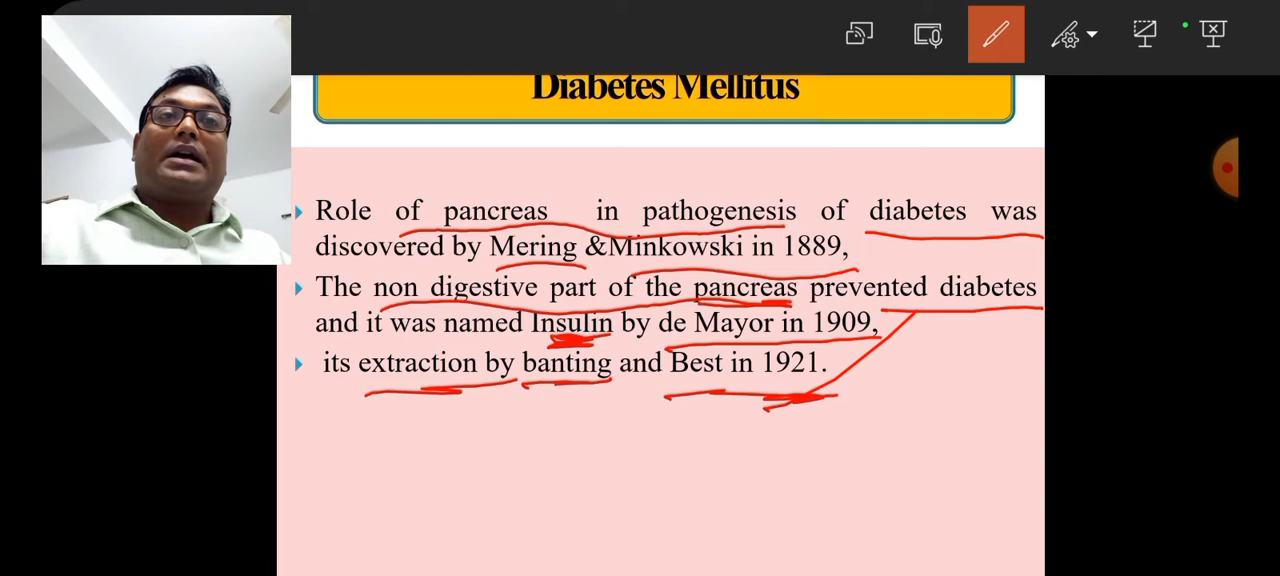 Diabetes Mellitus
Role of pancreas in pathogenesis of diabetes was
discovered by Mering &Minkowski in 1889,
The non digestive part of the pancreas prevented diabetes
and it was named Insulin by de Mayor in 1909,
its extraction by banting and Best in 1921.